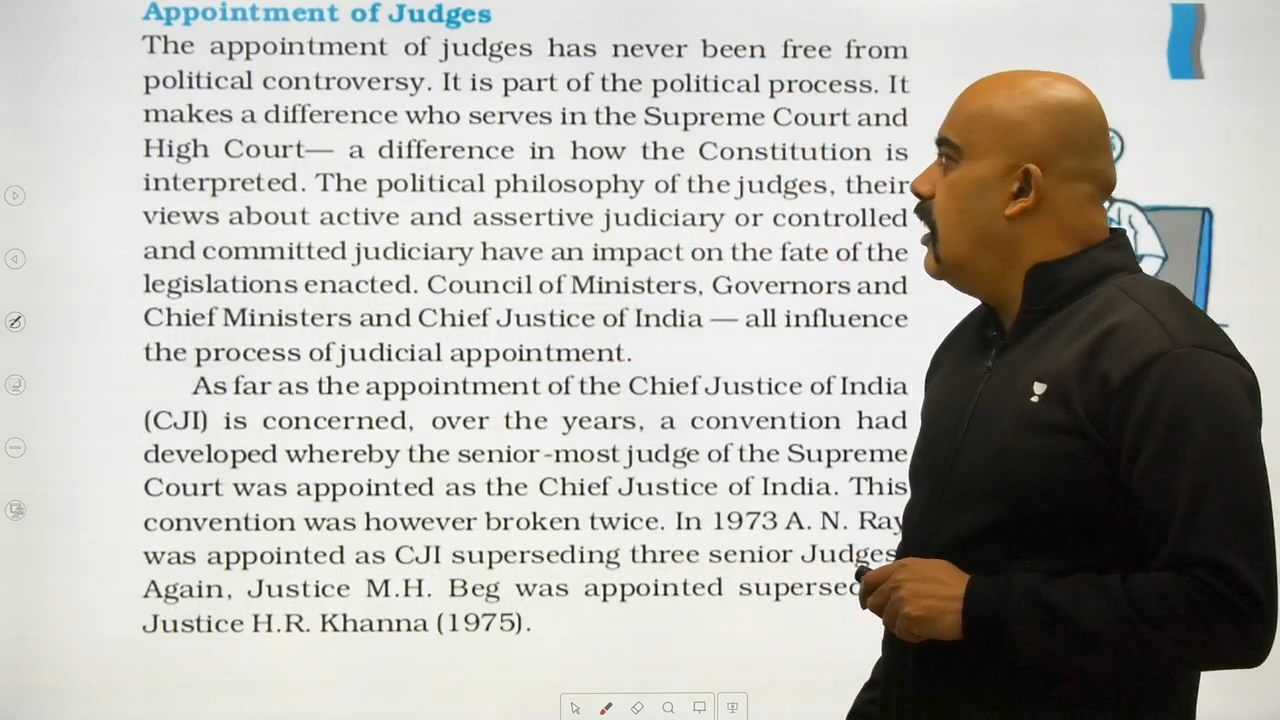 Appointment of Judges
The appointment of judges has never been free from
political controversy. It is part of the political process. It
makes a difference who serves in the Supreme Court and
High Court— a difference in how the Constitution is
interpreted. The political philosophy of the judges, their
views about active and assertive judiciary or controlled
and committed judiciary have an impact on the fate of the
legislations enacted. Council of Ministers, Governors and
Chief Ministers and Chief Justice of India — all influence
the process of judicial appointment.
As far as the appointment of the Chief Justice of India
(CJI) is concerned, over the years, a convention had
developed whereby the senior-most judge of the Supreme
Court was appointed as the Chief Justice of India. This
convention was however broken twice. In 1973 A. N. Ray
was appointed as CJI superseding three senior Judges
Again, Justice M.H. Beg was appointed
Justice H.R. Khanna (1975).